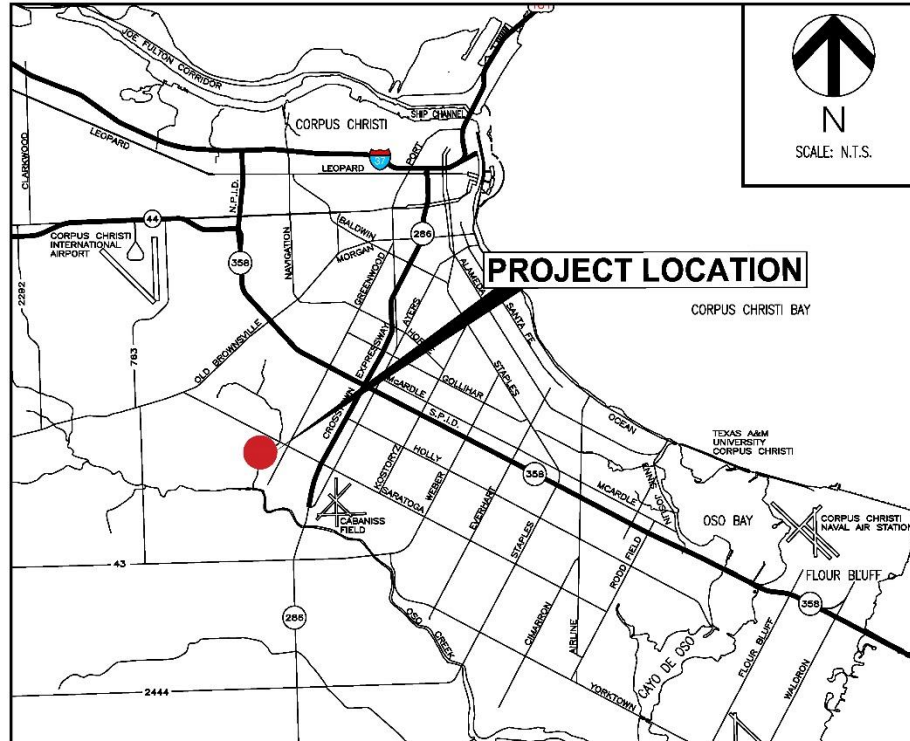 JOE FULTON CORRIDOR
SHIP CHANNEL
CORPUS CHRISTI
N
SCALE: N.T.S.
CLARKWOOD
LEOPARD
N.P.I.D.
37
LEOPARD
PORT
44
CORPUS CHRISTI
INTERNATIONAL
AIRPORT
358
NAVIGATION
BALDWIN
MORGAN
286
GREENWOOD
ALAMEDA
SANTA FE
PROJECT LOCATION
CORPUS CHRISTI BAY
2292
763
OLD BROWNSVILLE
CROSSTOWN EXPRESSWAY
AYERS
McARDLE
GOLLIHAR
STAPLES
S.P.I.D.
OCEAN
TEXAS A&M
UNIVERSITY
CORPUS CHRISTI
KOSTORYZ
WEBER
HOLLY
SARATOGA
358
MCARDLE
ENNIS JOSLIN
EVERHART
STAPLES
CABANISS
FIELD
OSO BAY
CORPUS CHRISTI
NAVAL AIR STATION
FLOUR BLUFF
RODD FIELD
43
286
OSO CREEK
CIMARRON
AIRLINE
CAYO DE OSO
FLOUR BLUFF
WALDRON
358
2444
YORKTOWN